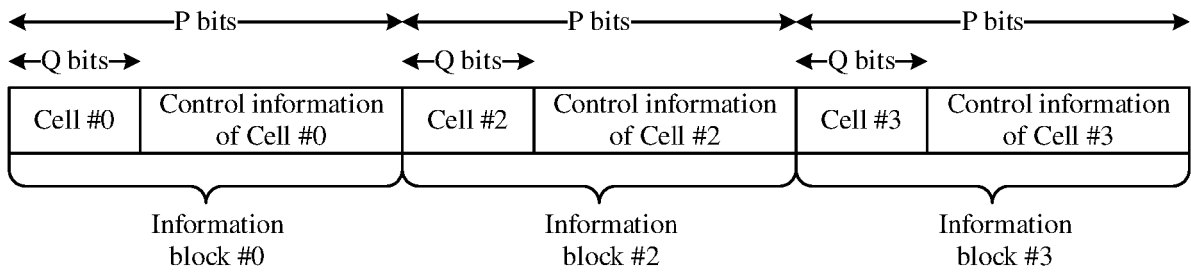 P bits P bits P bits
Q bits Q bits Q bits
Cell #0 Control information of Cell #0 Cell #2 Control information of Cell #2 Cell #3 Control information of Cell #3
Information block #0 Information block #2 Information block #3